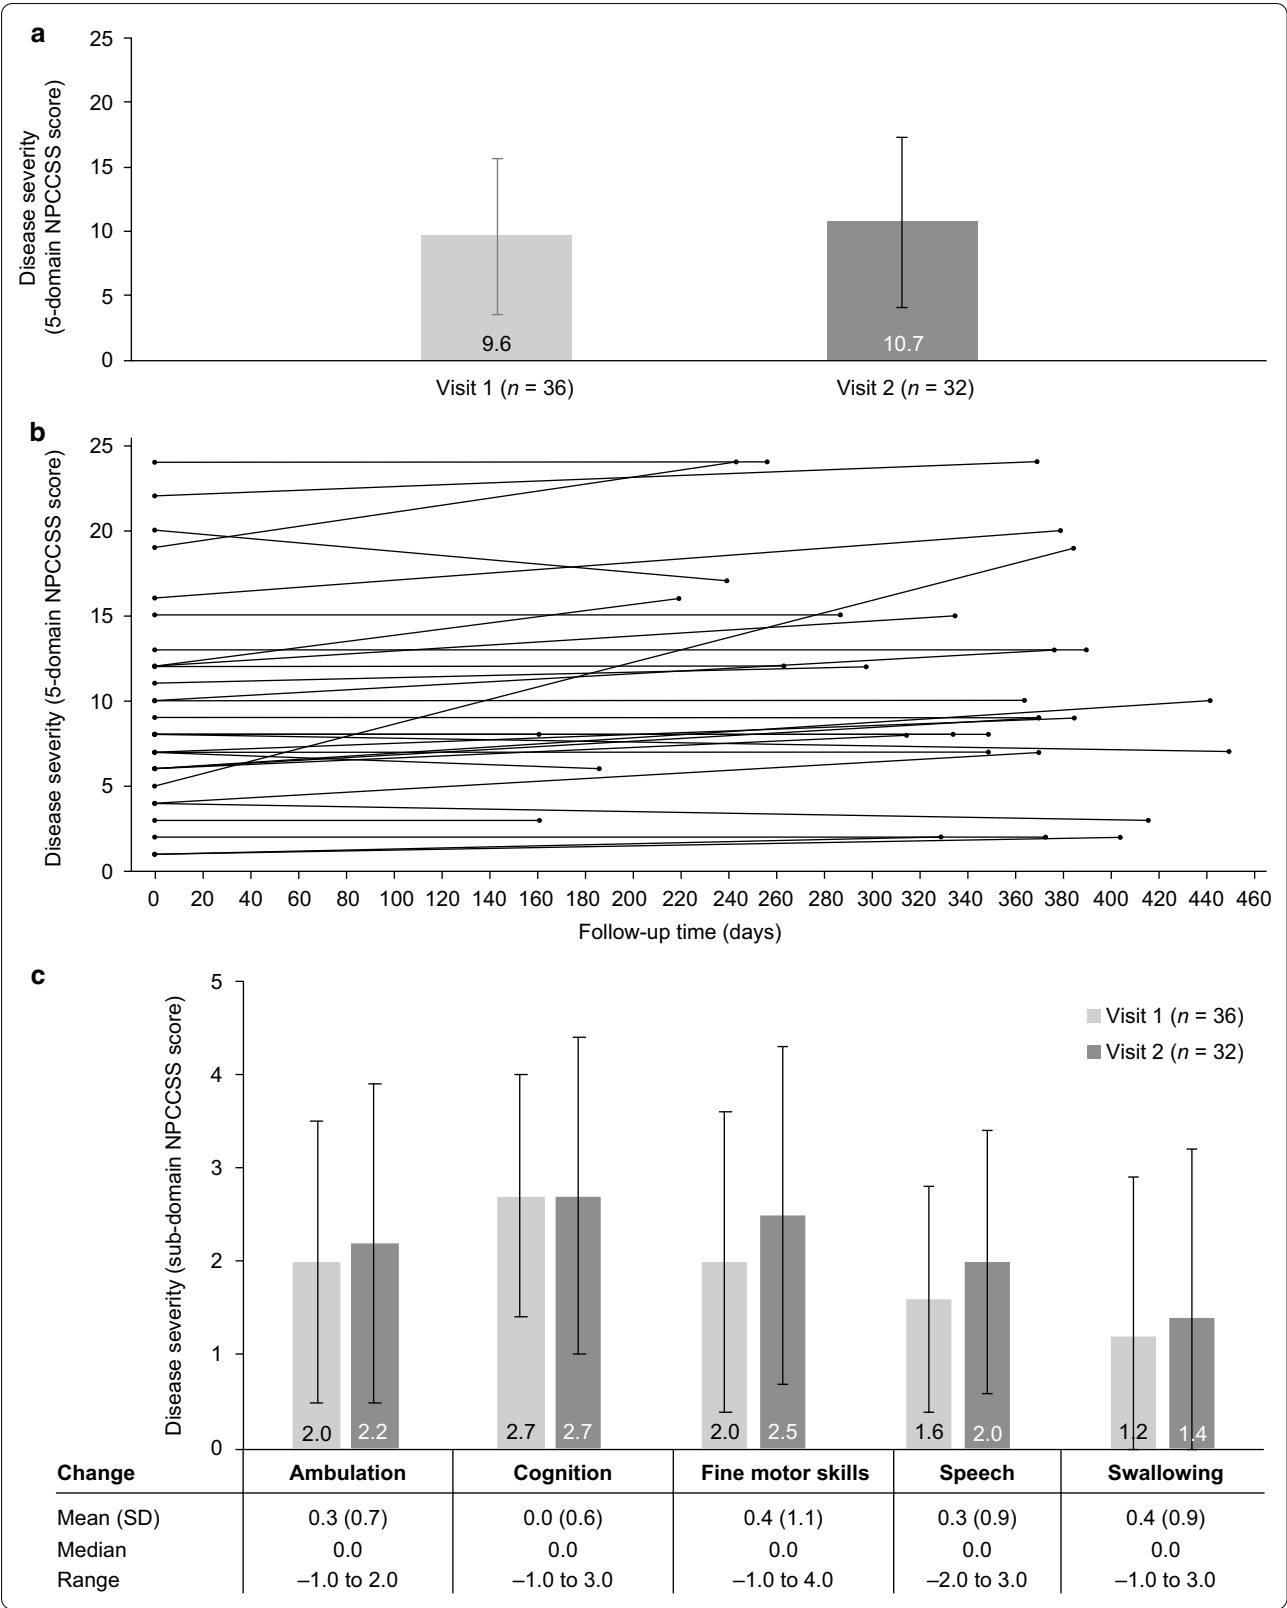 a
Disease severity
(5-domain NPCCSS score)
25
20
15
10
5
0
9.6
10.7
Visit 1 (n = 36)
Visit 2 (n = 32)
b
Disease severity (5-domain NPCCSS score)
25
20
15
10
5
0
0 20 40 60 80 100 120 140 160 180 200 220 240 260 280 300 320 340 360 380 400 420 440 460
Follow-up time (days)
c
Disease severity (sub-domain NPCCSS score)
5
4
3
2
1
0
Visit 1 (n = 36)
Visit 2 (n = 32)
2.0 2.2 2.7 2.7 2.0 2.5 1.6 2.0 1.2 1.4
Change Ambulation Cognition Fine motor skills Speech Swallowing
Mean (SD) 0.3 (0.7) 0.0 (0.6) 0.4 (1.1) 0.3 (0.9) 0.4 (0.9)
Median 0.0 0.0 0.0 0.0 0.0
Range –1.0 to 2.0 –1.0 to 3.0 –1.0 to 4.0 –2.0 to 3.0 –1.0 to 3.0